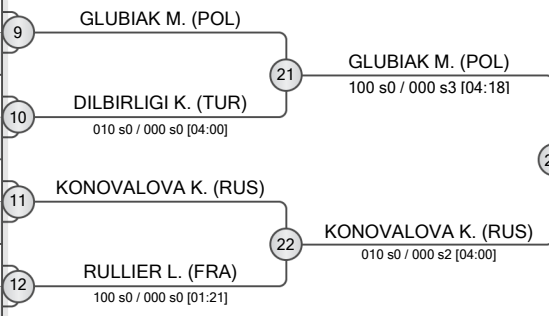 GLUBIAK M. (POL)
9
21
GLUBIAK M. (POL)
100 s0 / 000 s3 [04:18]
DILBIRLIGI K. (TUR)
10
010 s0 / 000 s0 [04:00]
KONOVALOVA K. (RUS)
11
22
KONOVALOVA K. (RUS)
010 s0 / 000 s2 [04:00]
RULLIER L. (FRA)
12
100 s0 / 000 s0 [01:21]